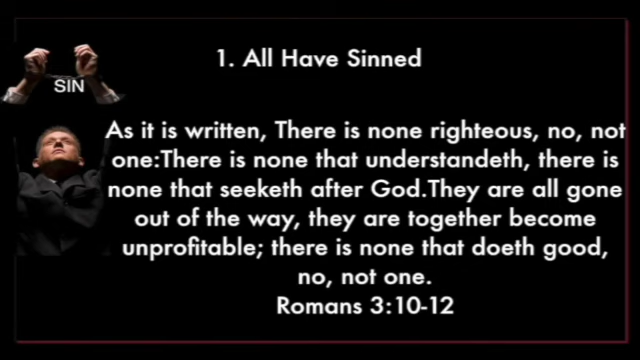 1. All Have Sinned
SIN
As it is written, There is none righteous, no, not
one:There is none that understandeth, there is
none that seeketh after God.They are all gone
out of the way, they are together become
unprofitable; there is none that doeth good,
no, not one.
Romans 3:10-12